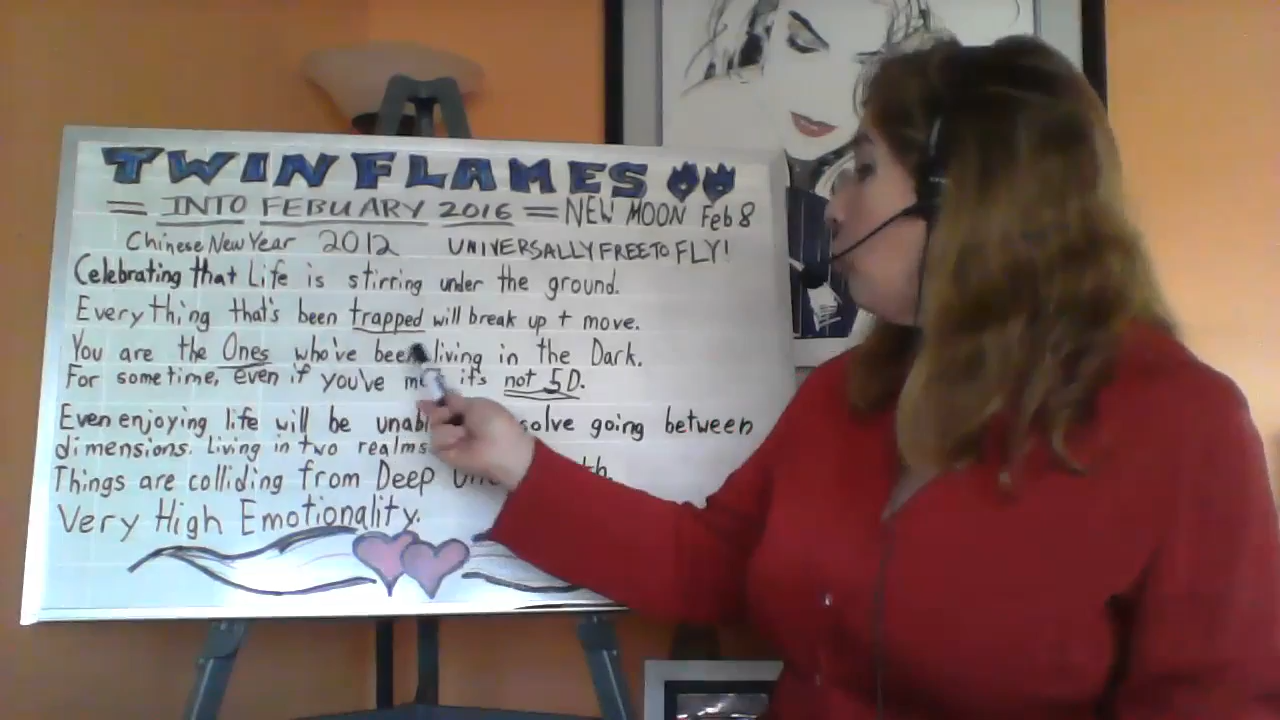 TWIN FLAMES
= INTO FEBUARY 2016 = NEW MOON Feb 8
Chinese New Year 2012 UNIVERSALLY FREE TO FLY!
Celebrating that Life is stirring under the ground.
Everything that's been trapped will break up + move.
You are the Ones who've been living in the Dark.
For some time, even if you've it's not 5D.
Even enjoying life will be solve going between
dimensions. Living in two realms
Things are colliding from Deep
Very High Emotionality.